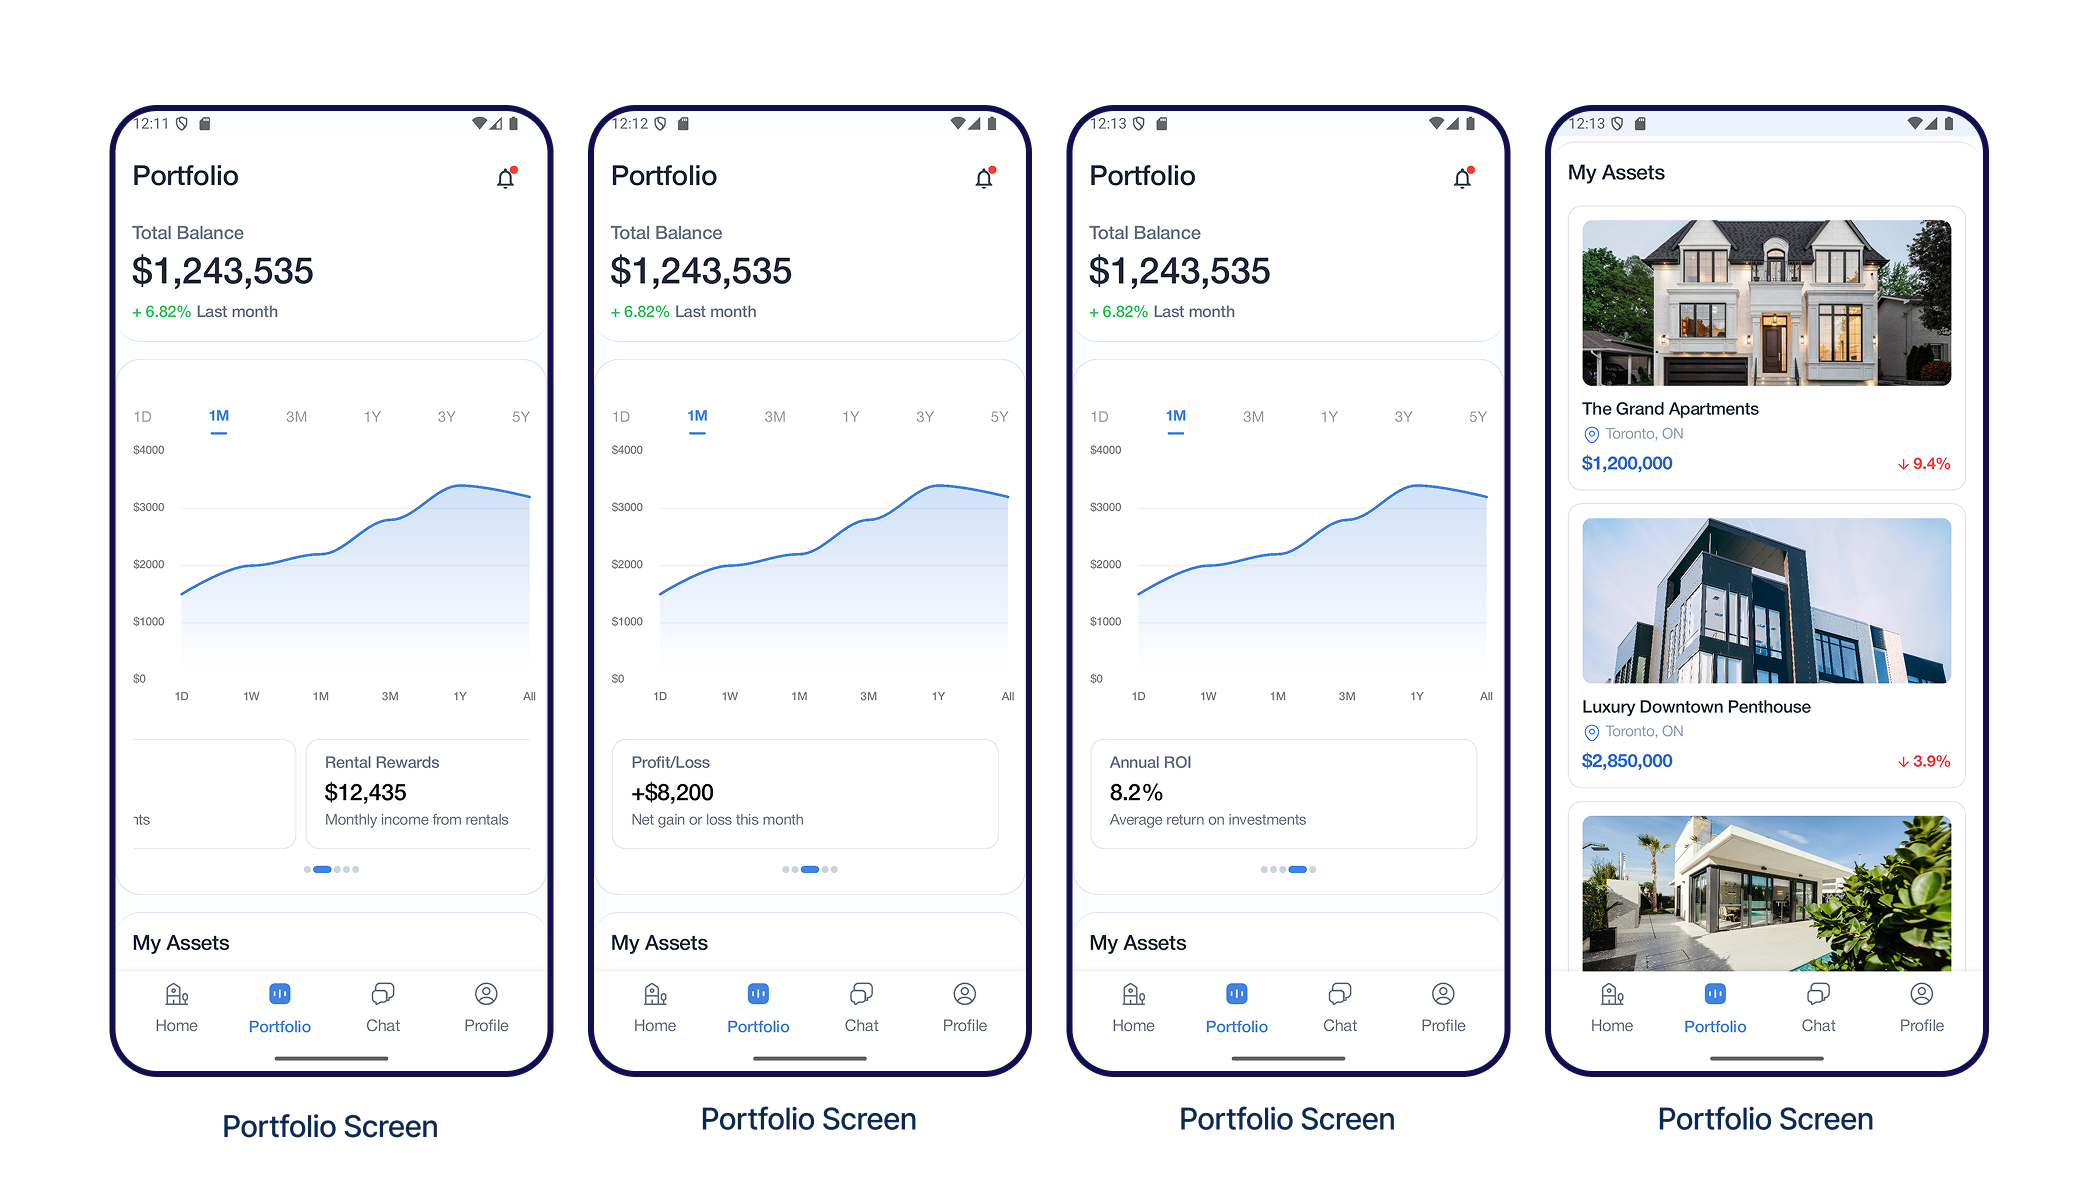 12:11
Portfolio
Total Balance
$1,243,535
+ 6.82% Last month
1D 1M 3M 1Y 3Y 5Y
$4000
$3000
$2000
$1000
$0
1D 1W 1M 3M 1Y All
Rental Rewards
$12,435
nts Monthly income from rentals
My Assets
Home Portfolio Chat Profile
Portfolio Screen
12:12
Portfolio
Total Balance
$1,243,535
+ 6.82% Last month
1D 1M 3M 1Y 3Y 5Y
$4000
$3000
$2000
$1000
$0
1D 1W 1M 3M 1Y All
Profit/Loss
+$8,200
Net gain or loss this month
My Assets
Home Portfolio Chat Profile
Portfolio Screen
12:13
Portfolio
Total Balance
$1,243,535
+ 6.82% Last month
1D 1M 3M 1Y 3Y 5Y
$4000
$3000
$2000
$1000
$0
1D 1W 1M 3M 1Y All
Annual ROI
8.2%
Average return on investments
My Assets
Home Portfolio Chat Profile
Portfolio Screen
12:13
My Assets
The Grand Apartments
Toronto, ON
$1,200,000 ↓ 9.4%
Luxury Downtown Penthouse
Toronto, ON
$2,850,000 ↓ 3.9%
Home Portfolio Chat Profile
Portfolio Screen